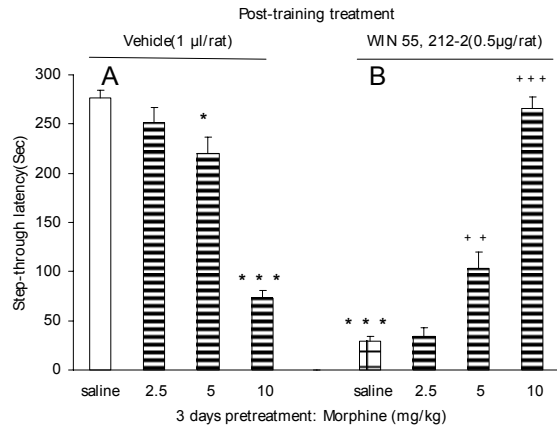 Post-training treatment
Vehicle(1 µl/rat) WIN 55, 212-2(0.5µg/rat)
A B
Step-through latency(Sec)
300
250
200
150
100
50
0
*
* * *
* * *
+ +
+ + +
saline 2.5 5 10 saline 2.5 5 10
3 days pretreatment: Morphine (mg/kg)